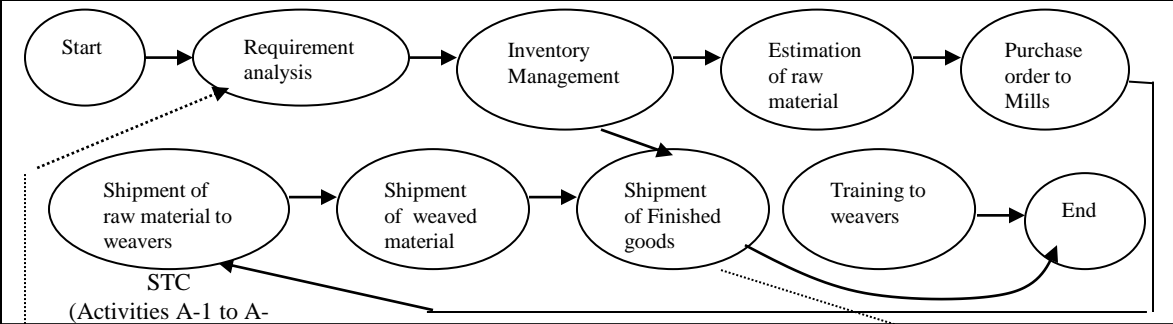 Start
Requirement
analysis
Inventory
Management
Estimation
of raw
material
Purchase
order to
Mills
Shipment of
raw material to
weavers
Shipment
of weaved
material
Shipment
of Finished
goods
Training to
weavers
End
STC
(Activities A-1 to A-